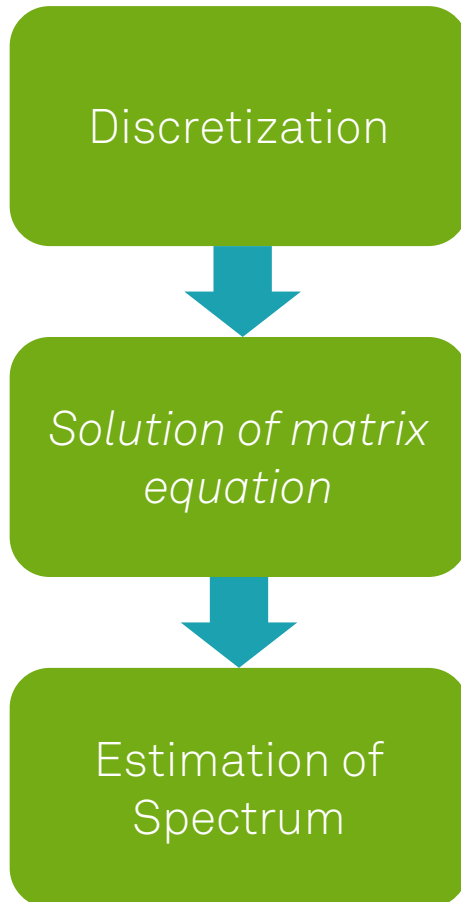 Discretization
Solution of matrix
equation
Estimation of
Spectrum